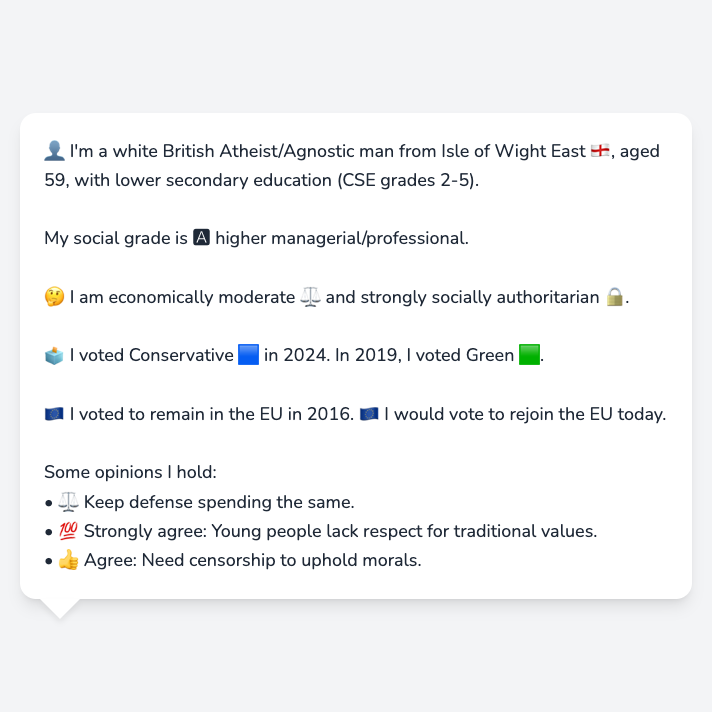 👤 I'm a white British Atheist/Agnostic man from Isle of Wight East 🏴󠁧󠁢󠁥󠁮󠁧󠁿, aged
59, with lower secondary education (CSE grades 2-5).
My social grade is 🅰 higher managerial/professional.
🤔 I am economically moderate ⚖️ and strongly socially authoritarian 🔒.
🗳️ I voted Conservative 🟦 in 2024. In 2019, I voted Green 🟩.
🇪🇺 I voted to remain in the EU in 2016. 🇪🇺 I would vote to rejoin the EU today.
Some opinions I hold:
• ⚖️ Keep defense spending the same.
• 💯 Strongly agree: Young people lack respect for traditional values.
• 👍 Agree: Need censorship to uphold morals.